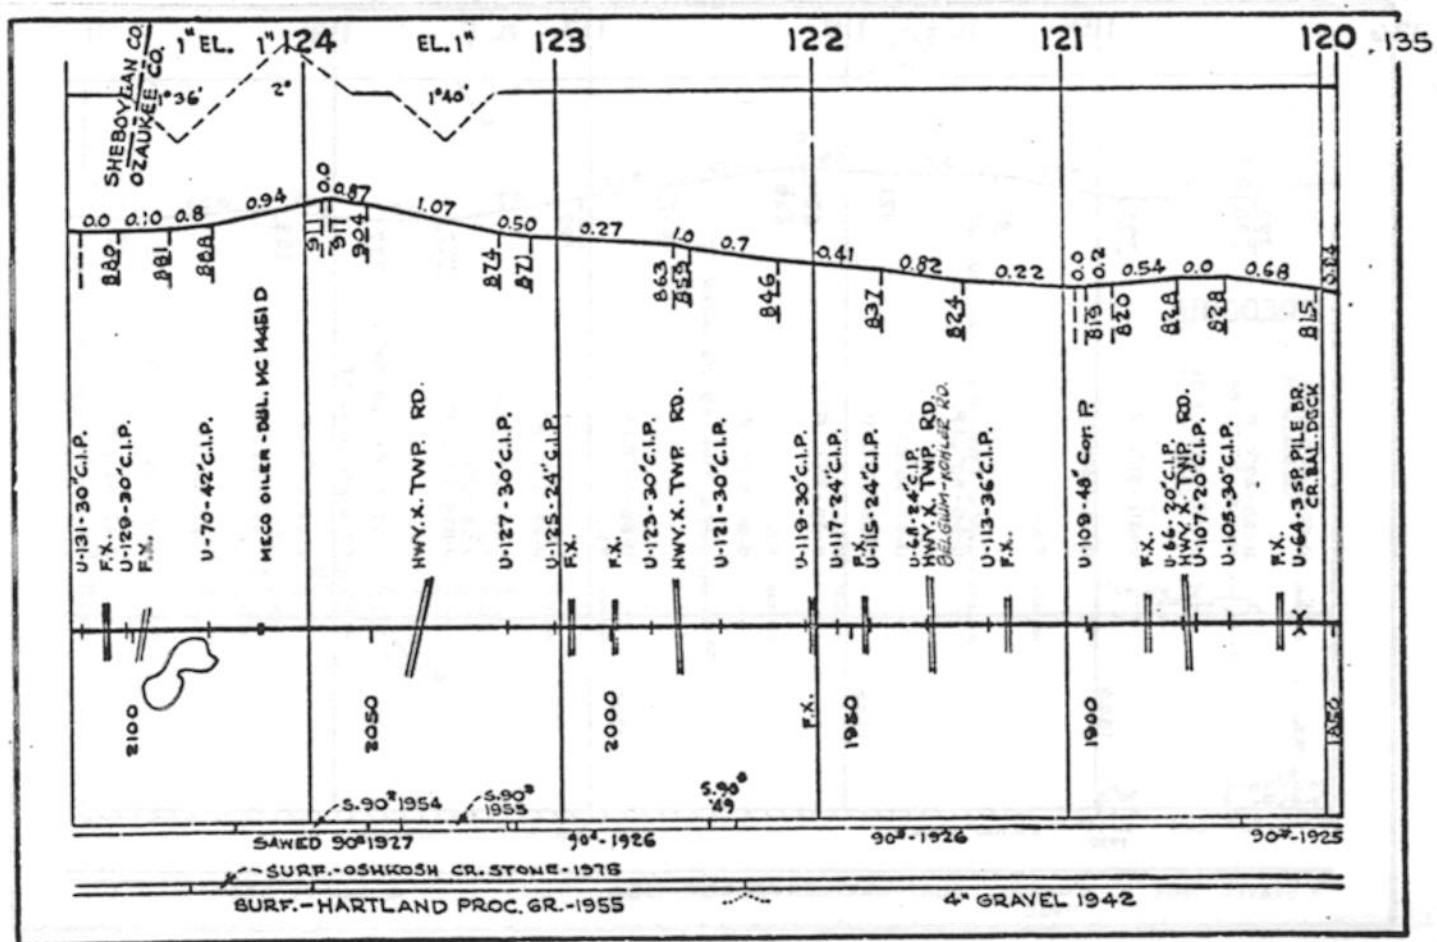 1" EL. 1" 124 EL. 1" 123 122 121 120 135
SHEBOYGAN CO.
OZAUKEE CO.
1°36' 2° 1°40'
0.0 0.10 0.8 0.94 0.0 0.87 1.07 0.50 0.27 1.0 0.7 0.41 0.82 0.22 0.0 0.2 0.54 0.0 0.68
880 881 888 911 911 904 874 871 863 859 846 837 824 819 820 828 828 815
U-131-30" C.I.P.
F.X.
U-129-30" C.I.P.
F.X.
U-70-42" C.I.P.
MECO OILER-DBL. MC 14451 D
HWY. X. TWP. RD.
U-127-30" C.I.P.
U-125-24" C.I.P.
F.X.
F.X.
U-123-30" C.I.P.
HWY. X. TWP. RD.
U-121-30" C.I.P.
U-119-30" C.I.P.
U-117-24" C.I.P.
F.X.
U-115-24" C.I.P.
U-68-24" C.I.P.
HWY. X. TWP. RD.
BELGIUM-KOHLER RD.
U-113-36" C.I.P.
F.X.
U-109-48" Cor. P.
F.X.
U-66-20" C.I.P.
HWY. X. TWP. RD.
U-107-20" C.I.P.
U-105-30" C.I.P.
F.X.
U-64-3 SP. PILE BR.
CR. BAL. DECK
2100 2050 2000 F.X. 1950 1900 1850
S.90# 1954
S.90#
1953
S.90#
'49
SAWED 90# 1927 90#-1926 90#-1926 90#-1925
SURF.-OSHKOSH CR. STONE-1978
SURF.-HARTLAND PROC. GR.-1955 4" GRAVEL 1942